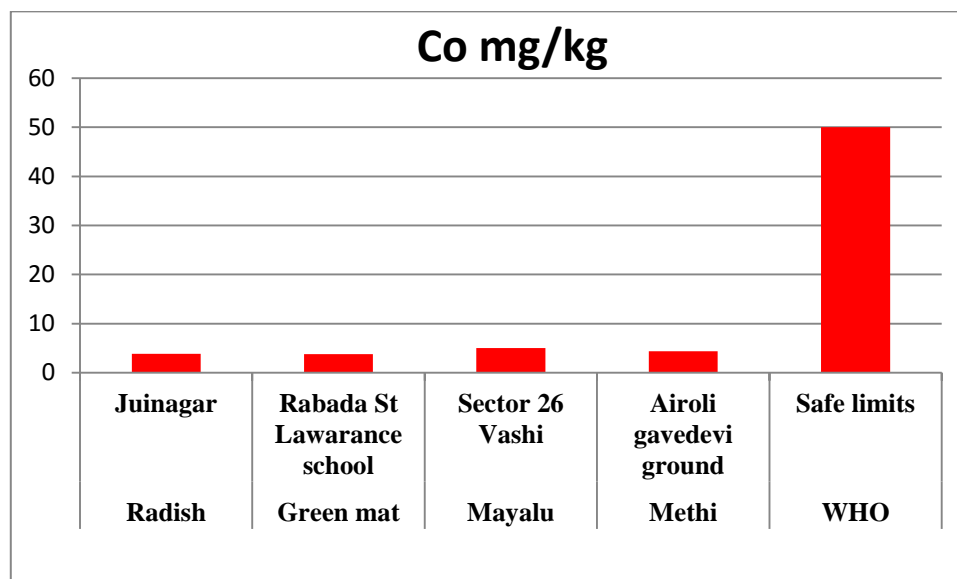 Co mg/kg
60
50
40
30
20
10
0
Juinagar
Rabada St
Lawarance
school
Sector 26
Vashi
Airoli
gavedevi
ground
Safe limits
Radish
Green mat
Mayalu
Methi
WHO